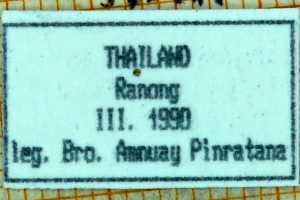 THAILAND
Ranong
III. 1990
leg. Bro. Amnuay Pinratana